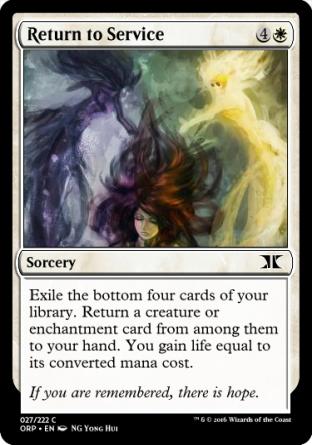 Return to Service 4
Sorcery
Exile the bottom four cards of your
library. Return a creature or
enchantment card from among them
to your hand. You gain life equal to
its converted mana cost.
If you are remembered, there is hope.
027/222 C
ORP • EN NG YONG HUI
™ & © 2016 Wizards of the Coast